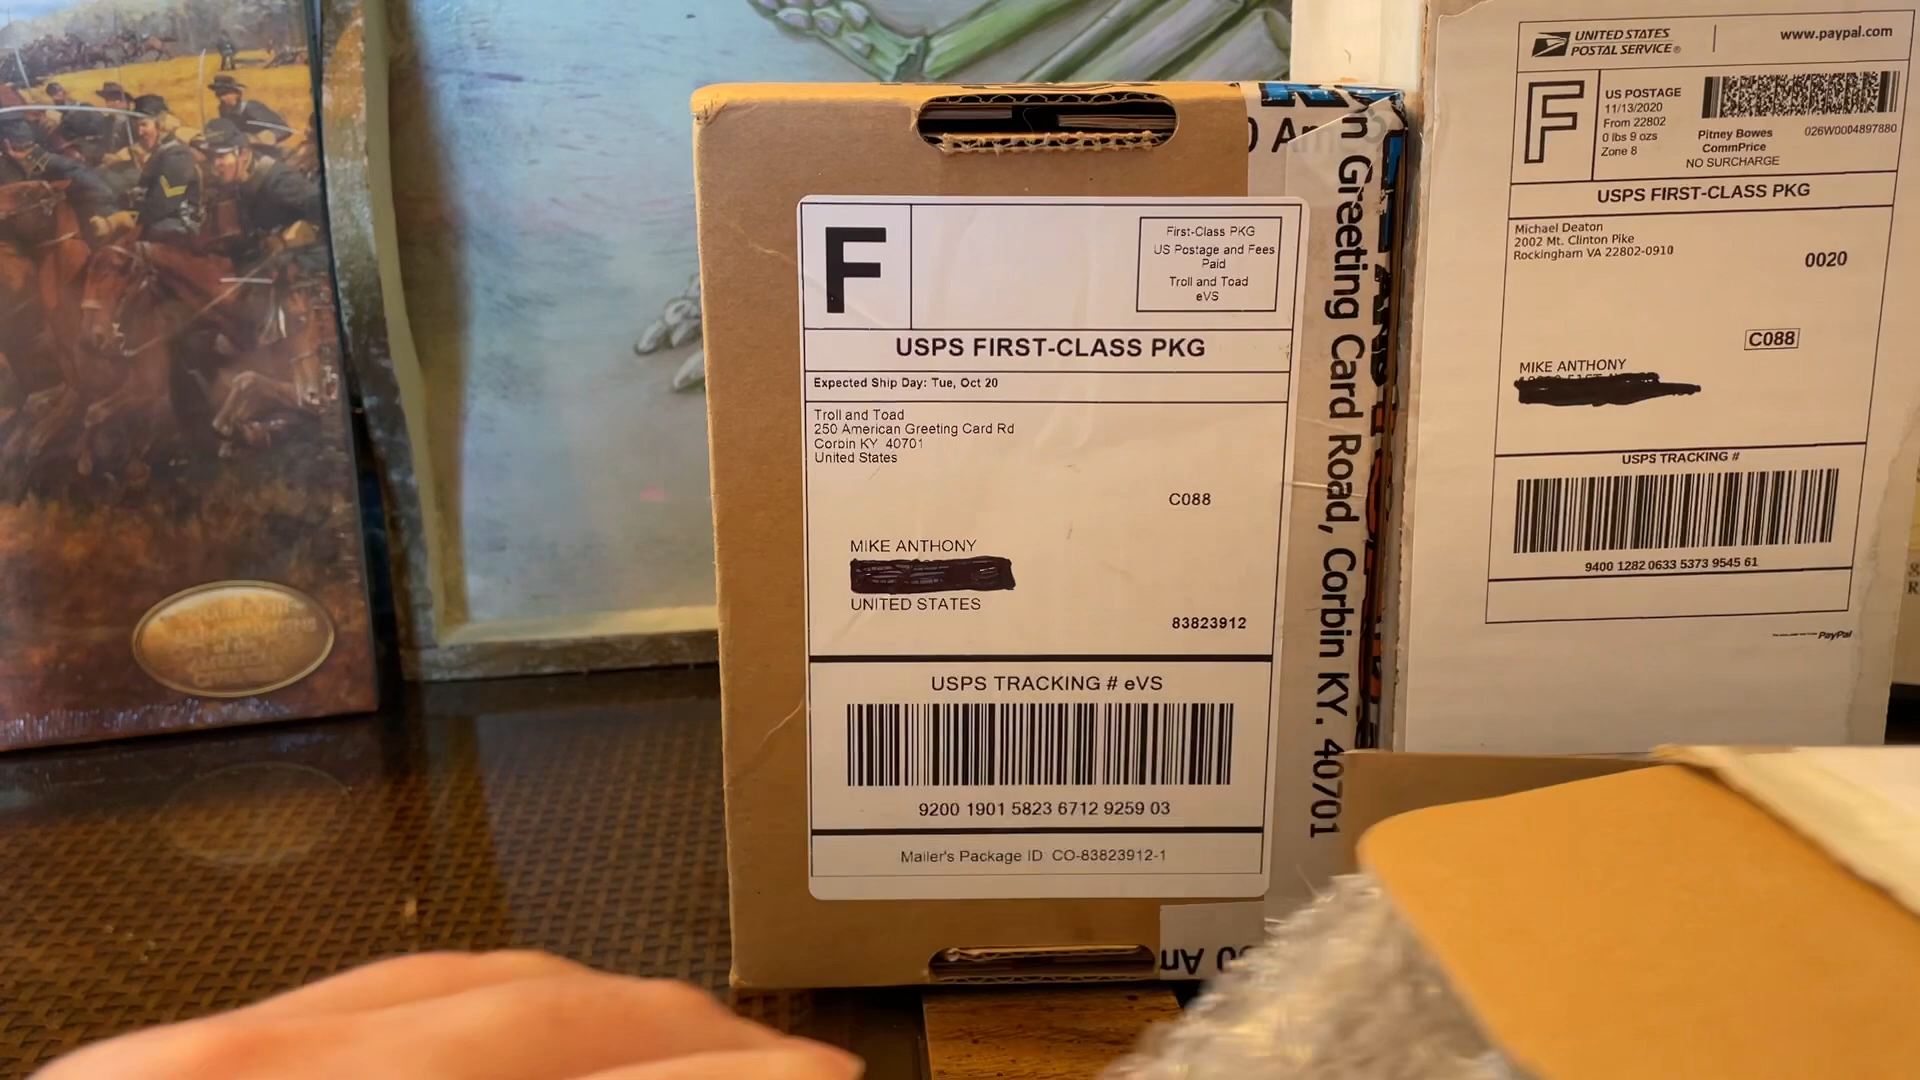 F
First-Class PKG
US Postage and Fees
Paid
Troll and Toad
eVS
USPS FIRST-CLASS PKG
Expected Ship Day: Tue, Oct 20
Troll and Toad
250 American Greeting Card Rd
Corbin KY 40701
United States
C088
MIKE ANTHONY
UNITED STATES
83823912
USPS TRACKING # eVS
9200 1901 5823 6712 9259 03
Mailer's Package ID: CO-83823912-1
Greeting Card Road, Corbin KY. 40701
UNITED STATES
POSTAL SERVICE®
www.paypal.com
F
US POSTAGE
11/13/2020
From 22802
0 lbs 9 ozs
Zone 8
Pitney Bowes
CommPrice
NO SURCHARGE
026W0004897880
USPS FIRST-CLASS PKG
Michael Deaton
2002 Mt. Clinton Pike
Rockingham VA 22802-0910
0020
C088
MIKE ANTHONY
USPS TRACKING #
9400 1282 0633 5373 9545 61
PayPal